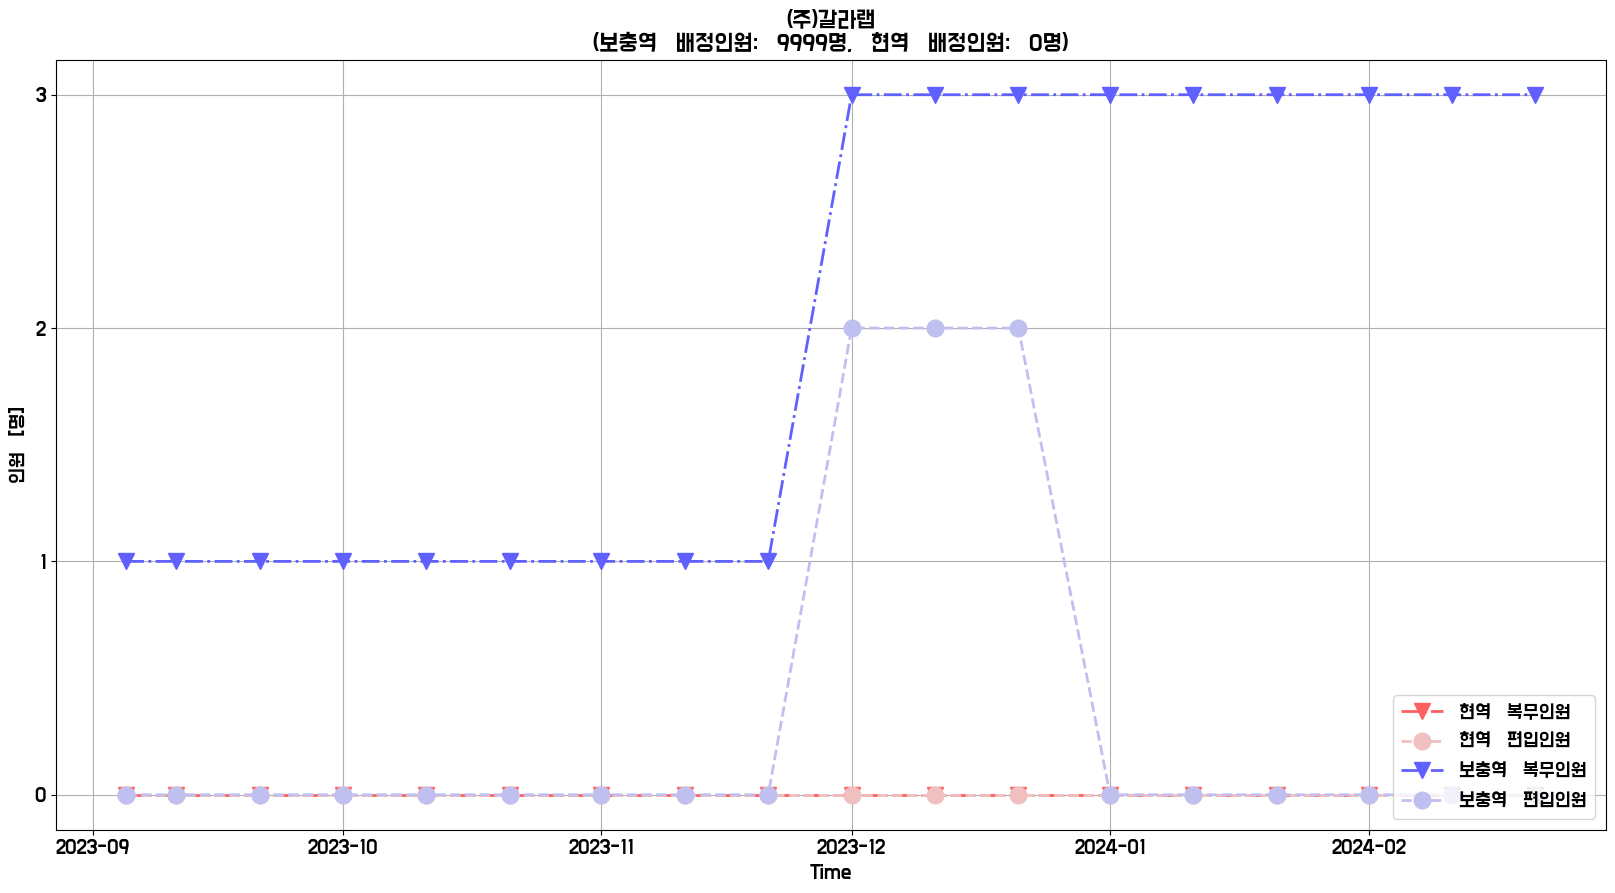 (주)갈라랩
(보충역 배정인원: 9999명, 현역 배정인원: 0명)
3
2
1
0
인원 [명]
2023-09
2023-10
2023-11
2023-12
2024-01
2024-02
Time
현역 복무인원
현역 편입인원
보충역 복무인원
보충역 편입인원